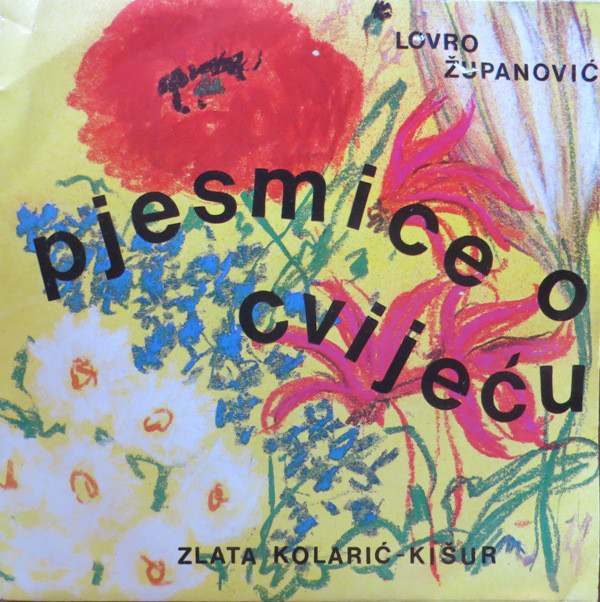 LOVRO
ŽUPANOVIĆ
pjesmice o
cvijeću
ZLATA KOLARIĆ-KIŠUR